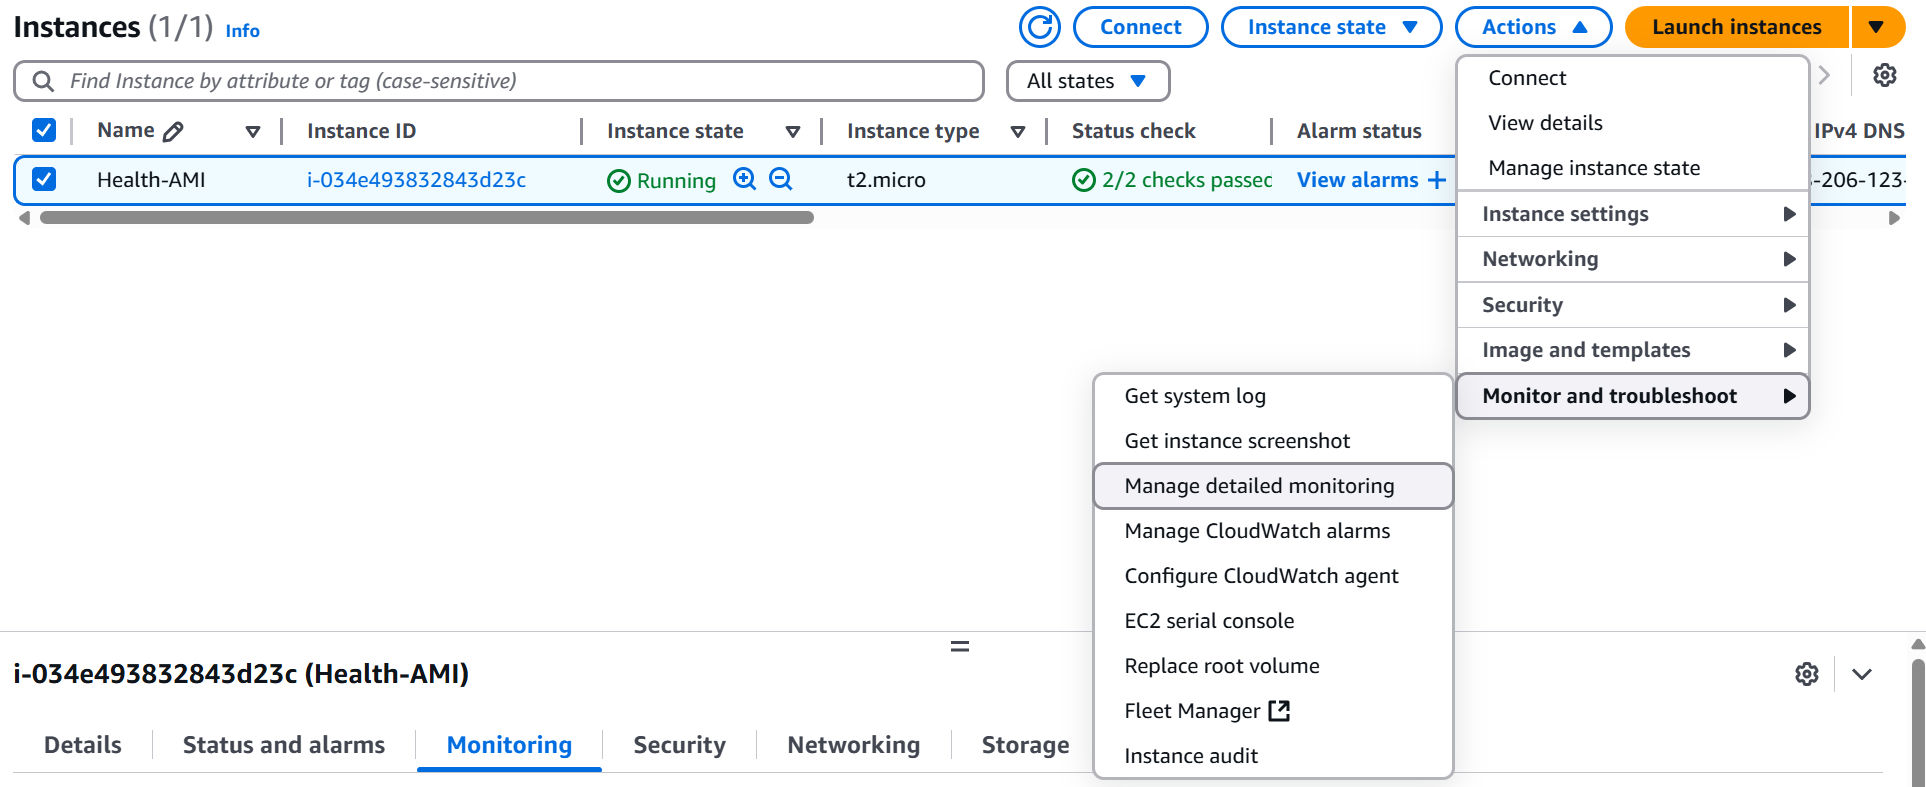 Instances (1/1) Info Connect Instance state Actions Launch instances
Find Instance by attribute or tag (case-sensitive) All states
Name Instance ID Instance state Instance type Status check Alarm status IPv4 DNS
Health-AMI i-034e493832843d23c Running t2.micro 2/2 checks passed View alarms + -206-123-
Connect
View details
Manage instance state
Instance settings
Networking
Security
Image and templates
Monitor and troubleshoot
Get system log
Get instance screenshot
Manage detailed monitoring
Manage CloudWatch alarms
Configure CloudWatch agent
EC2 serial console
Replace root volume
Fleet Manager
Instance audit
i-034e493832843d23c (Health-AMI)
Details Status and alarms Monitoring Security Networking Storage